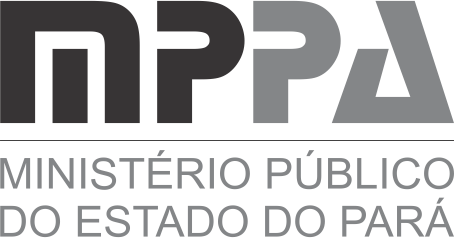 MPPA
MINISTÉRIO PÚBLICO
DO ESTADO DO PARÁ